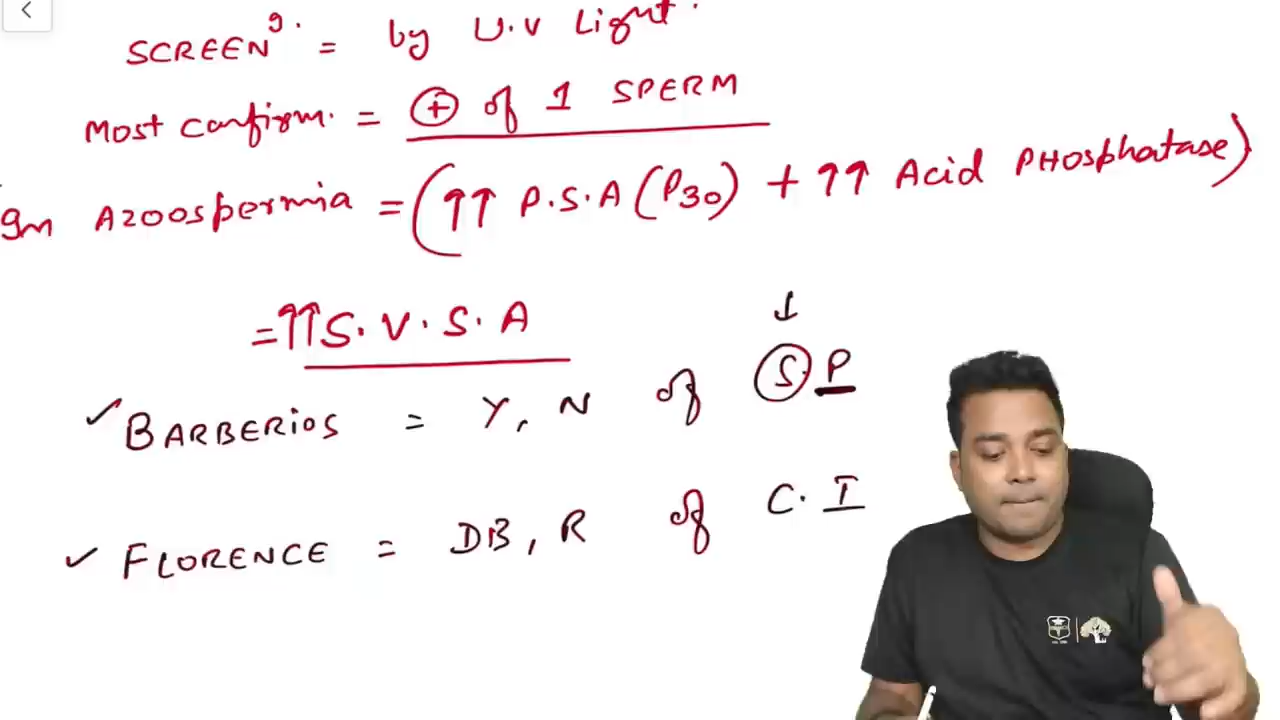 SCREENg. = by U.V Light.
Most Confirm. = + of 1 SPERM
In AZOOSPERMIA = (↑↑ P.S.A (P30) + ↑↑ Acid PHOSphatase)
= ↑↑ S.V.S.A
↓
✓ BARBERIOS = Y, N of S.P
✓ FLORENCE = DB, R of C.I